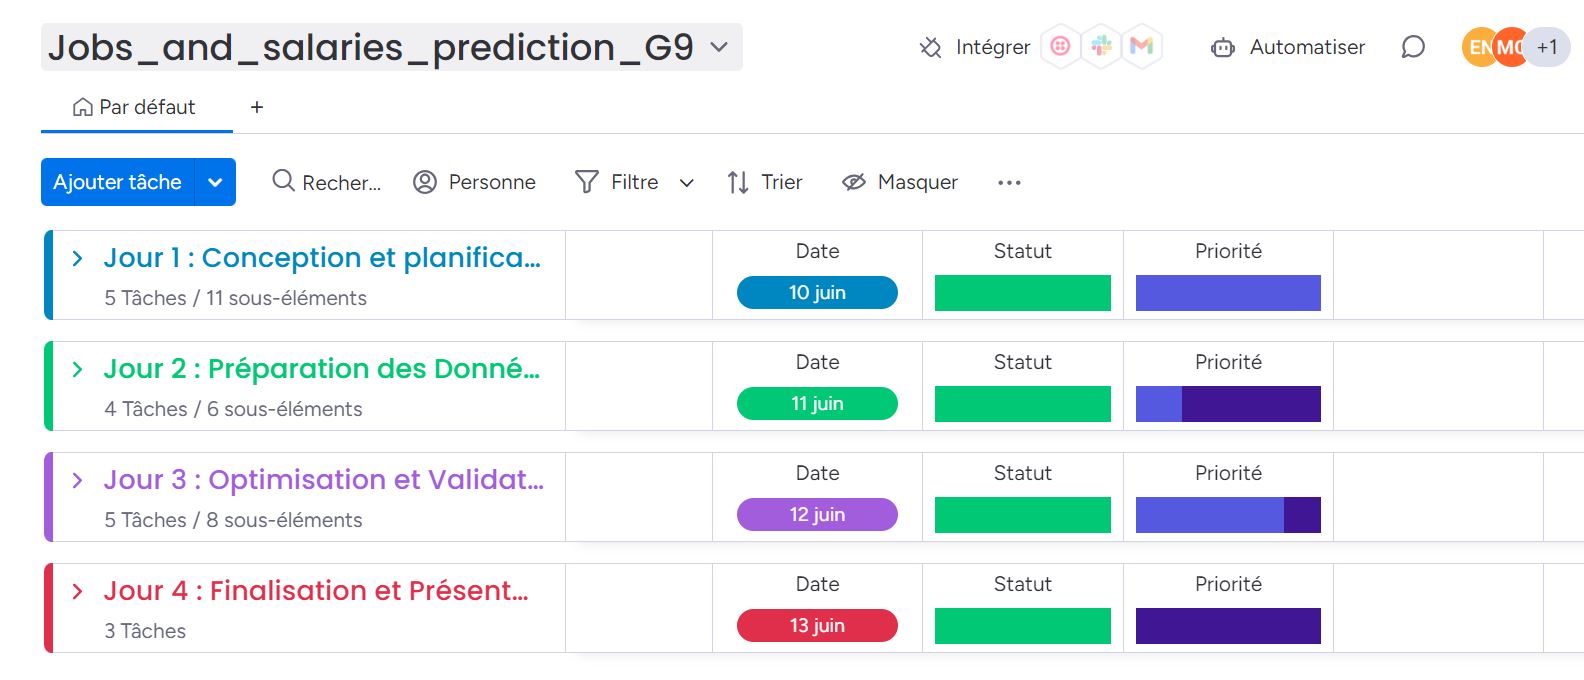 Jobs_and_salaries_prediction_G9
Intégrer
Automatiser
EN MC +1
Par défaut +
Ajouter tâche Recher... Personne Filtre Trier Masquer
Jour 1 : Conception et planifica... Date Statut Priorité
5 Tâches / 11 sous-éléments 10 juin
Jour 2 : Préparation des Donné... Date Statut Priorité
4 Tâches / 6 sous-éléments 11 juin
Jour 3 : Optimisation et Validat... Date Statut Priorité
5 Tâches / 8 sous-éléments 12 juin
Jour 4 : Finalisation et Présent... Date Statut Priorité
3 Tâches 13 juin